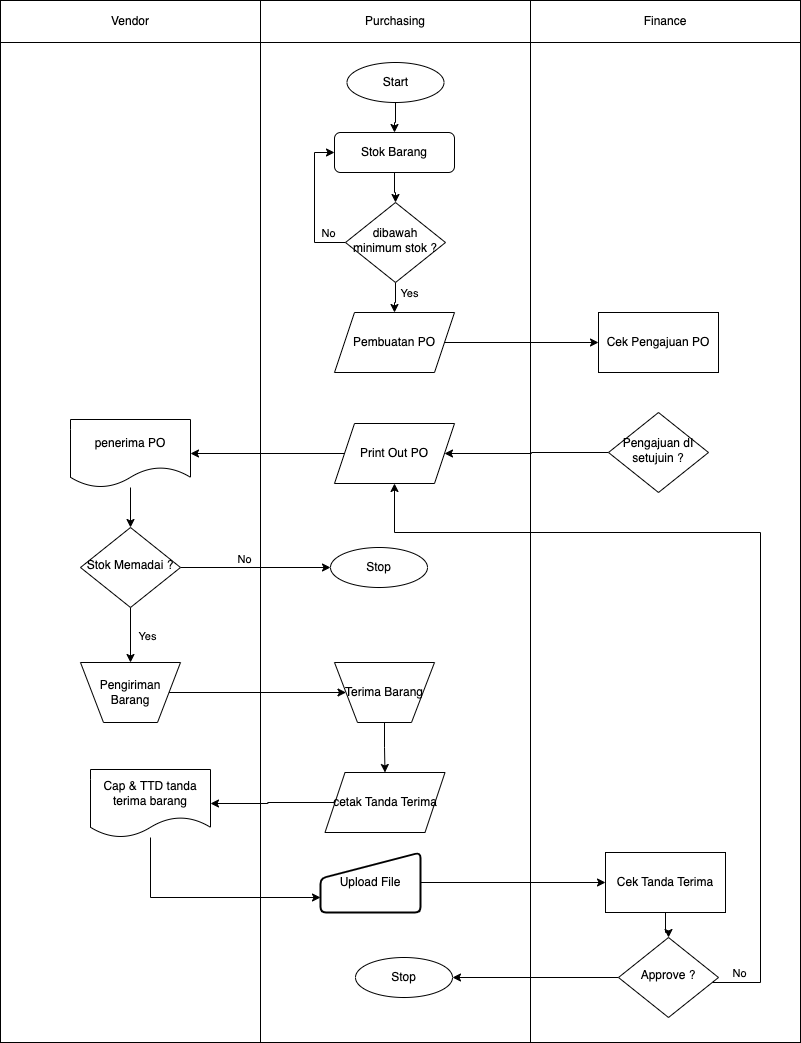 Vendor
Purchasing
Finance
Start
Stok Barang
dibawah
minimum stok ?
No
Yes
Pembuatan PO
Cek Pengajuan PO
penerima PO
Print Out PO
Pengajuan dI
setujuin ?
Stok Memadai ?
No
Stop
Yes
Pengiriman
Barang
Terima Barang
Cap & TTD tanda
terima barang
cetak Tanda Terima
Upload File
Cek Tanda Terima
Stop
Approve ?
No